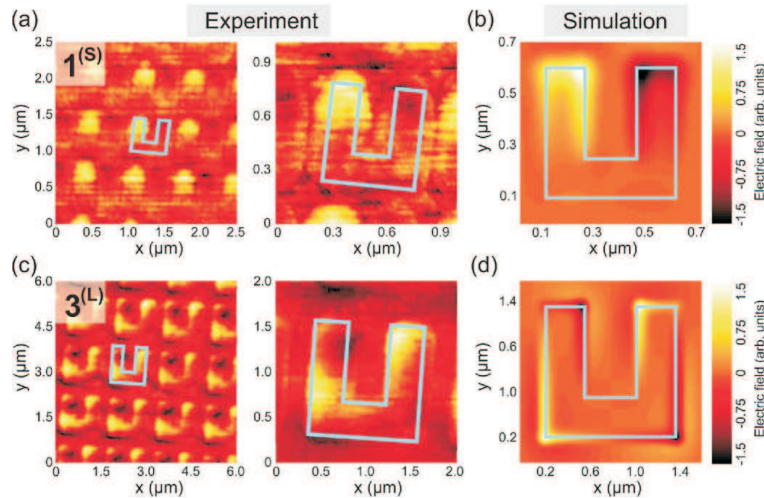 Experiment
Simulation
(a)
1(S)
2.5
2.0
1.5
1.0
0.5
0
y (µm)
0 0.5 1.0 1.5 2.0 2.5
x (µm)
0.9
0.6
0.3
0
y (µm)
0 0.3 0.6 0.9
x (µm)
(b)
0.7
0.5
0.3
0.1
y (µm)
0.1 0.3 0.5 0.7
x (µm)
1.5
0.75
0
-0.75
-1.5
Electric field (arb. units)
(c)
3(L)
6.0
4.5
3.0
1.5
0
y (µm)
0 1.5 3.0 4.5 6.0
x (µm)
2.0
1.5
1.0
0.5
0
y (µm)
0 0.5 1.0 1.5 2.0
x (µm)
(d)
1.4
0.6
1.0
0.2
y (µm)
0.2 0.6 1.0 1.4
x (µm)
1.5
0.75
0
-0.75
-1.5
Electric field (arb. units)